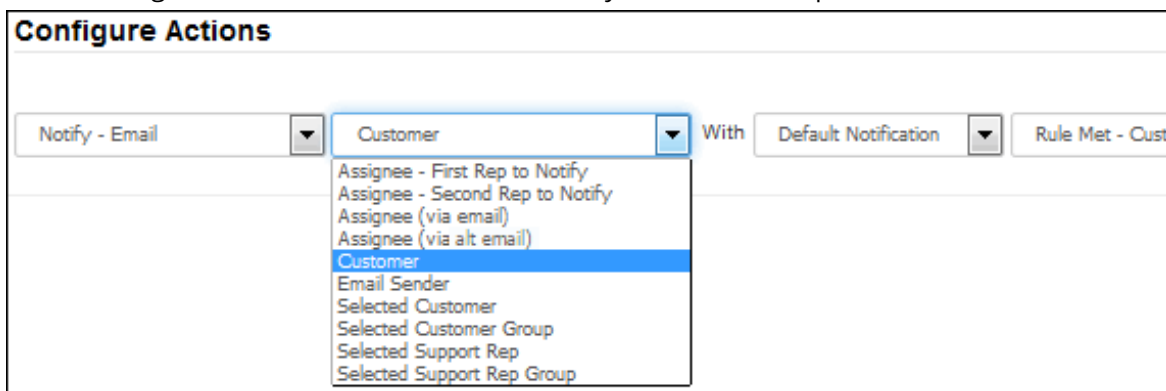 Configure Actions
Notify - Email Customer With Default Notification Rule Met - Cust
Assignee - First Rep to Notify
Assignee - Second Rep to Notify
Assignee (via email)
Assignee (via alt email)
Customer
Email Sender
Selected Customer
Selected Customer Group
Selected Support Rep
Selected Support Rep Group